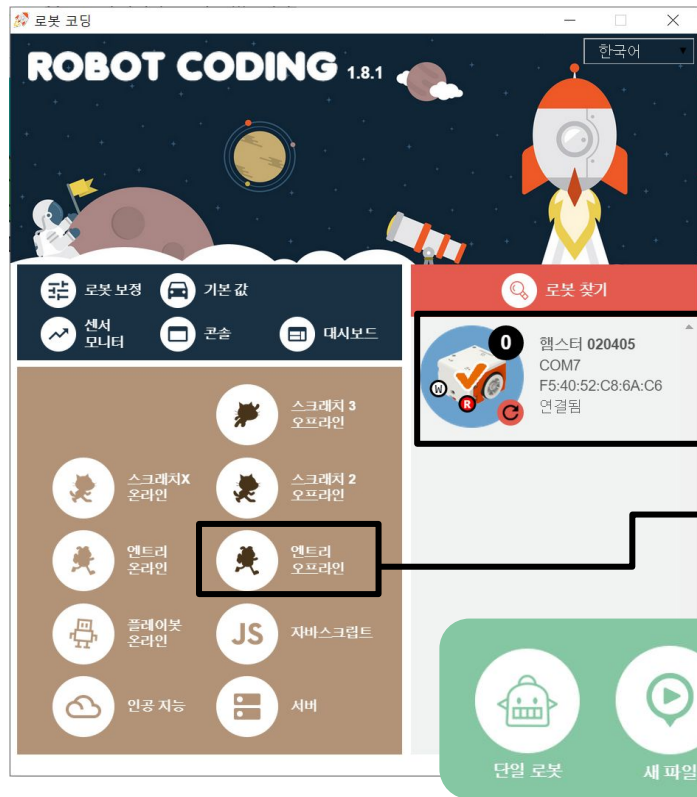 로봇 코딩
ROBOT CODING 1.8.1
한국어
로봇 보정
기본 값
센서
모니터
콘솔
대시보드
스크래치 3
오프라인
스크래치X
온라인
스크래치 2
오프라인
엔트리
온라인
엔트리
오프라인
플레이봇
온라인
JS
자바스크립트
인공 지능
서버
로봇 찾기
0
W
R
햄스터 020405
COM7
F5:40:52:C8:6A:C6
연결됨
단일 로봇
새 파일